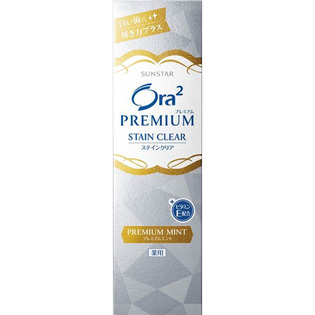 白い歯に
輝き力プラス
SUNSTAR
Ora²
プレミアム
PREMIUM
STAIN CLEAR
ステインクリア
ビタミン
E配合
PREMIUM MINT
プレミアムミント
薬用